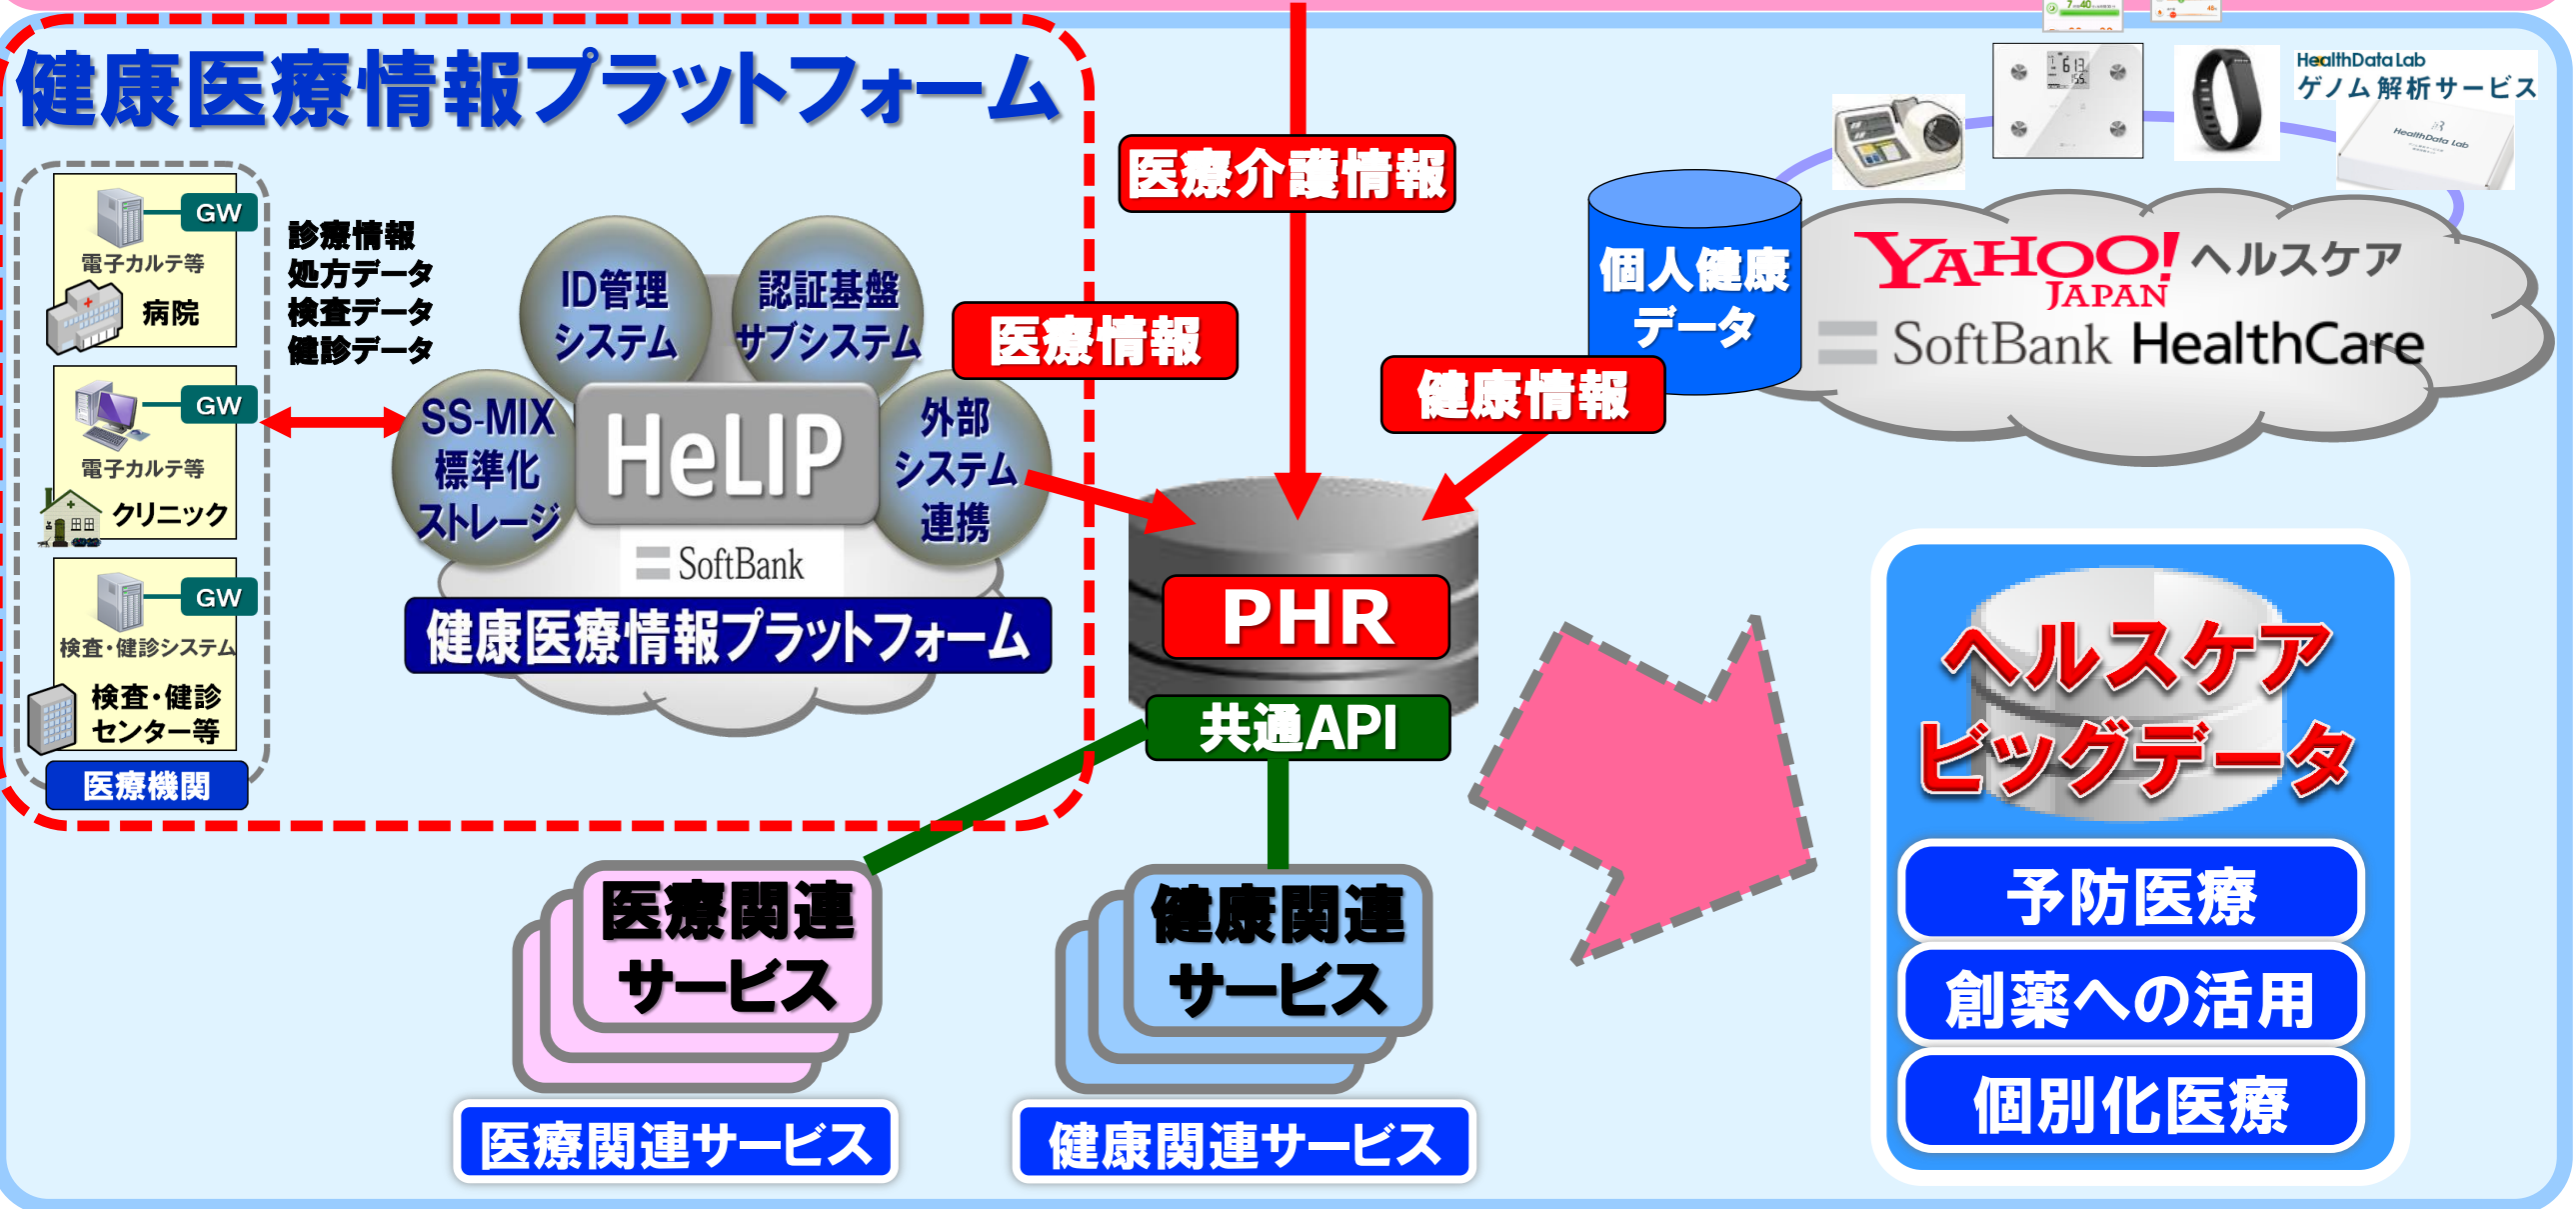 健康医療情報プラットフォーム
GW
電子カルテ等
病院
GW
電子カルテ等
クリニック
GW
検査・健診システム
検査・健診
センター等
医療機関
診療情報
処方データ
検査データ
健診データ
ID管理
システム
認証基盤
サブシステム
SS-MIX
標準化
ストレージ
HeLIP
外部
システム
連携
SoftBank
健康医療情報プラットフォーム
医療情報
医療介護情報
健康情報
個人健康
データ
HealthData Lab
ゲノム解析サービス
HealthData Lab
YAHOO!
JAPAN
ヘルスケア
SoftBank HealthCare
PHR
共通API
医療関連
サービス
医療関連サービス
健康関連
サービス
健康関連サービス
ヘルスケア
ビッグデータ
予防医療
創薬への活用
個別化医療